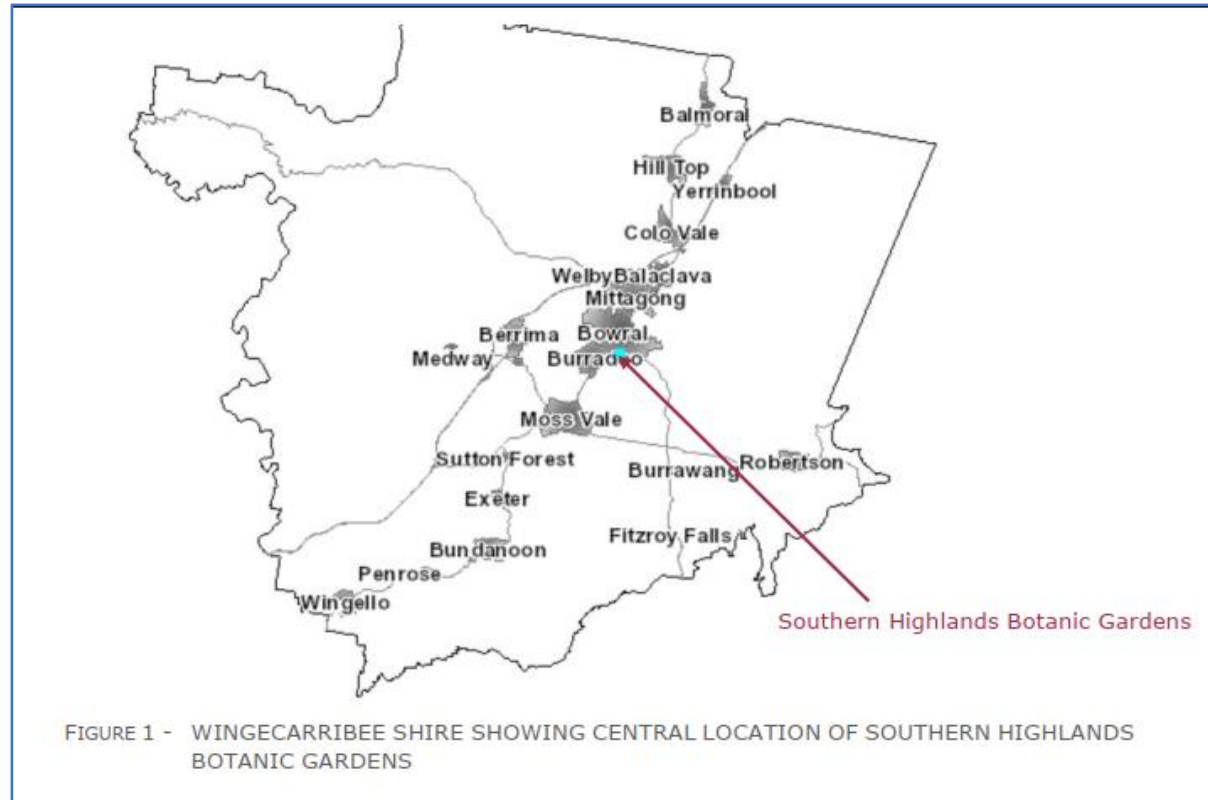 Balmoral
Hill Top
Yerrinbool
Colo Vale
Welby Balaclava
Mittagong
Bowral
Berrima
Medway
Burradoo
Moss Vale
Sutton Forest
Robertson
Burrawang
Exeter
Fitzroy Falls
Bundanoon
Penrose
Wingello
Southern Highlands Botanic Gardens
FIGURE 1 - WINGECARRIBEE SHIRE SHOWING CENTRAL LOCATION OF SOUTHERN HIGHLANDS
BOTANIC GARDENS